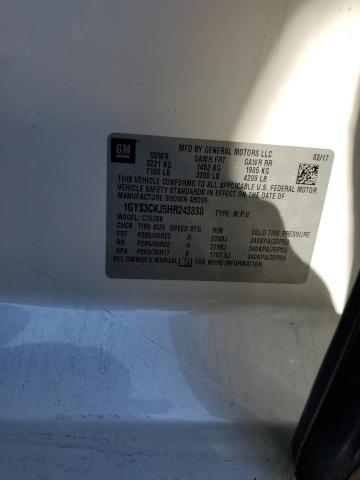 GM
MFD BY GENERAL MOTORS LLC 02/17
GVWR GAWR FRT GAWR RR
3221 KG 1452 KG 1905 KG
7100 LB 3200 LB 4200 LB
THIS VEHICLE CONFORMS TO ALL APPLICABLE U.S. FEDERAL MOTOR
VEHICLE SAFETY STANDARDS IN EFFECT ON THE DATE OF
MANUFACTURE SHOWN ABOVE.
1GYS3CKJ5HR243330 TYPE: M.P.V.
MODEL: C15706
TIRE SIZE SPEED RTG RIM COLD TIRE PRESSURE
FRT P285/45R22 H 22X9J 240KPA(35PSI)
RR P285/45R22 H 22X9J 240KPA(35PSI)
SPA P265/70R17 S 17X7.5J 240KPA(35PSI)
SEE OWNER'S MANUAL FOR MORE INFORMATION